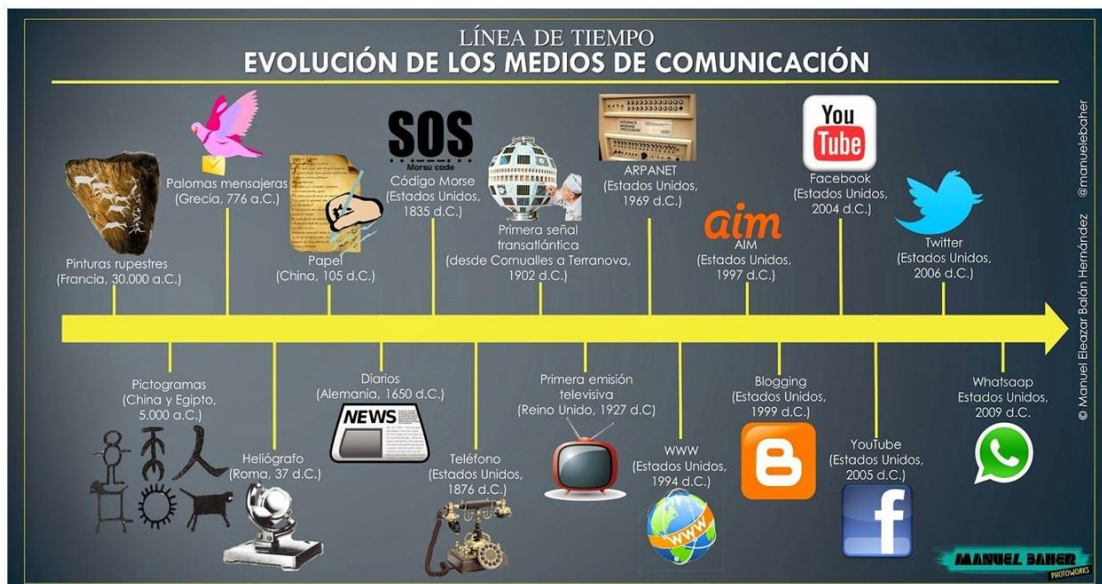 LÍNEA DE TIEMPO
EVOLUCIÓN DE LOS MEDIOS DE COMUNICACIÓN
Pinturas rupestres
(Francia, 30.000 a.C.)
Palomas mensajeras
(Grecia, 776 a.C.)
Papel
(China, 105 d.C.)
SOS
Morsu code
Código Morse
(Estados Unidos,
1835 d.C.)
Primera señal
transatlántica
(desde Cornualles a Terranova,
1902 d.C.)
ARPANET
(Estados Unidos,
1969 d.C.)
aim
AIM
(Estados Unidos,
1997 d.C.)
You
Tube
Facebook
(Estados Unidos,
2004 d.C.)
Twitter
(Estados Unidos,
2006 d.C.)
Pictogramas
(China y Egipto,
5.000 a.C.)
Heliógrafo
(Roma, 37 d.C.)
Diarios
(Alemania, 1650 d.C.)
NEWS
Teléfono
(Estados Unidos,
1876 d.C.)
Primera emisión
televisiva
(Reino Unido, 1927 d.C)
WWW
(Estados Unidos,
1994 d.C.)
WWW
Blogging
(Estados Unidos,
1999 d.C.)
YouTube
(Estados Unidos,
2005 d.C.)
f
Whatsaap
Estados Unidos,
2009 d.C.
© Manuel Eleazar Balán Hernández @manuelebaher
MANUEL BAHER
PHOTOWORKS